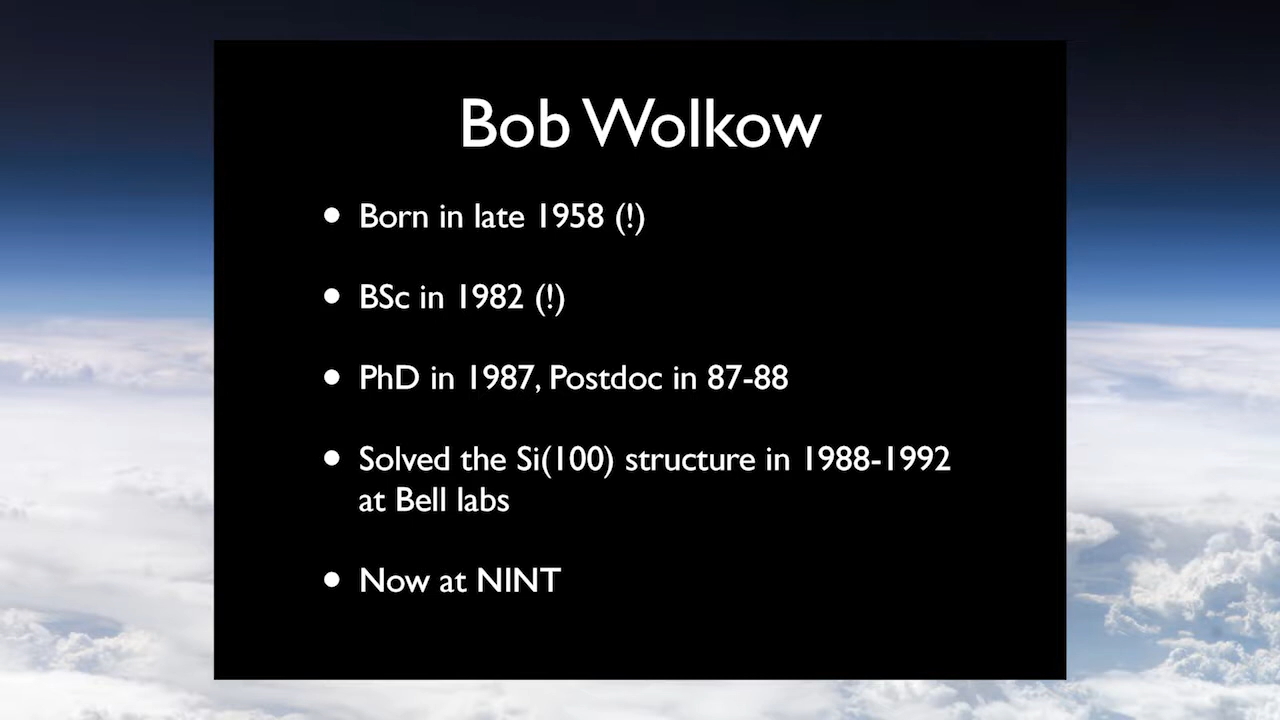 Bob Wolkow
• Born in late 1958 (!)
• BSc in 1982 (!)
• PhD in 1987, Postdoc in 87-88
• Solved the Si(100) structure in 1988-1992
at Bell labs
• Now at NINT